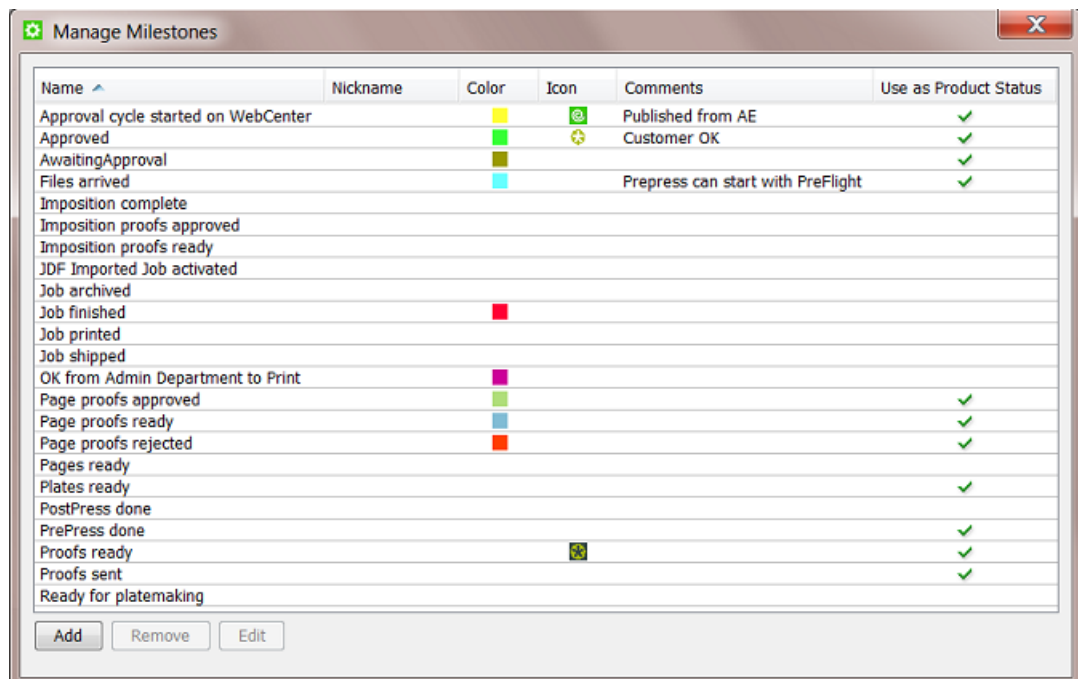 Manage Milestones
Name Nickname Color Icon Comments Use as Product Status
Approval cycle started on WebCenter Published from AE
Approved Customer OK
AwaitingApproval
Files arrived Prepress can start with PreFlight
Imposition complete
Imposition proofs approved
Imposition proofs ready
JDF Imported Job activated
Job archived
Job finished
Job printed
Job shipped
OK from Admin Department to Print
Page proofs approved
Page proofs ready
Page proofs rejected
Pages ready
Plates ready
PostPress done
PrePress done
Proofs ready
Proofs sent
Ready for platemaking
Add Remove Edit